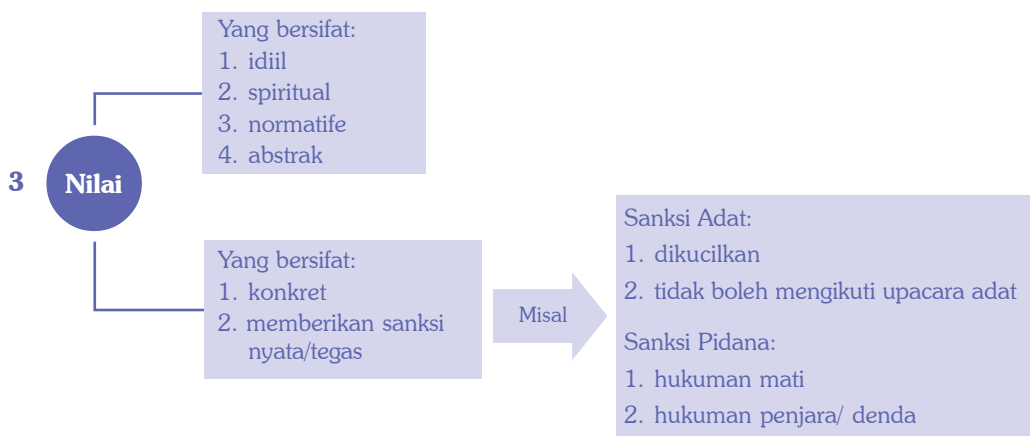 Yang bersifat:
1. idiil
2. spiritual
3. normatife
4. abstrak
3
Nilai
Yang bersifat:
1. konkret
2. memberikan sanksi
nyata/tegas
Misal
Sanksi Adat:
1. dikucilkan
2. tidak boleh mengikuti upacara adat
Sanksi Pidana:
1. hukuman mati
2. hukuman penjara/ denda